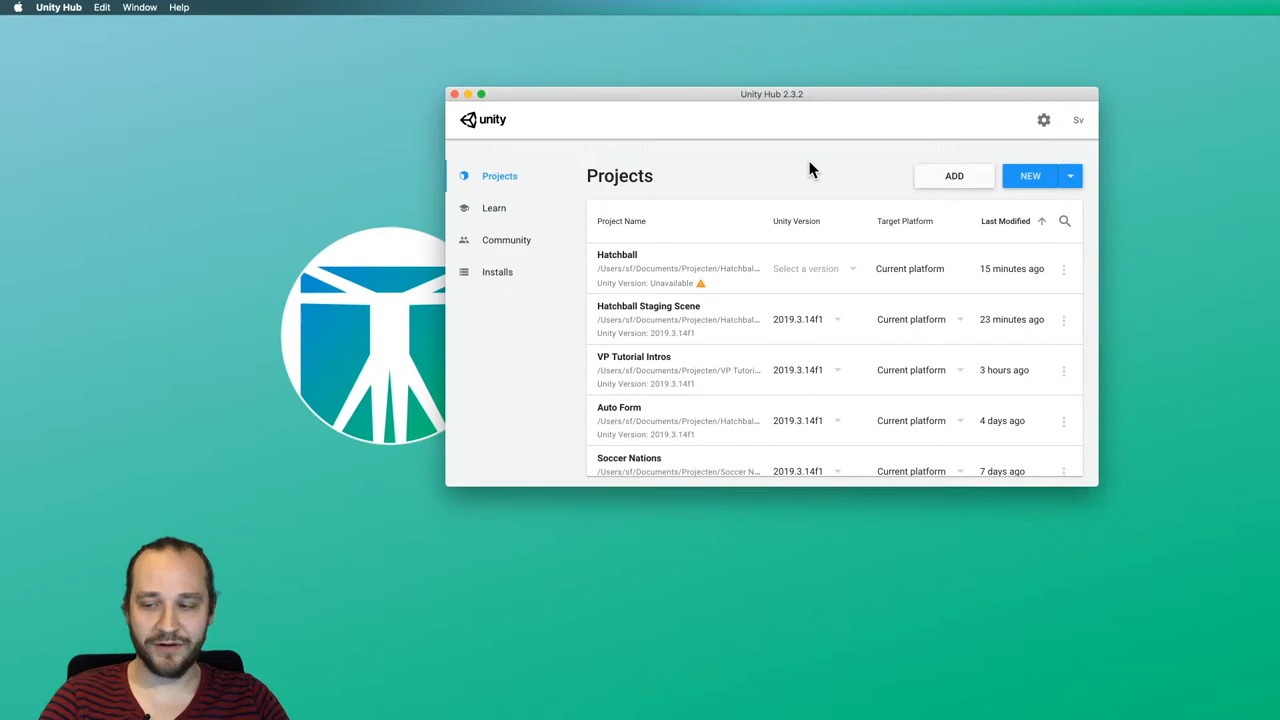 Unity Hub Edit Window Help
Unity Hub 2.3.2
unity
Sv
Projects
Learn
Community
Installs
Projects
ADD
NEW
Project Name Unity Version Target Platform Last Modified
Hatchball
/Users/sf/Documents/Projecten/Hatchbal... Select a version Current platform 15 minutes ago
Unity Version: Unavailable
Hatchball Staging Scene
/Users/sf/Documents/Projecten/Hatchbal... 2019.3.14f1 Current platform 23 minutes ago
Unity Version: 2019.3.14f1
VP Tutorial Intros
/Users/sf/Documents/Projecten/VP Tutori... 2019.3.14f1 Current platform 3 hours ago
Unity Version: 2019.3.14f1
Auto Form
/Users/sf/Documents/Projecten/Hatchbal... 2019.3.14f1 Current platform 4 days ago
Unity Version: 2019.3.14f1
Soccer Nations
/Users/sf/Documents/Projecten/Soccer N... 2019.3.14f1 Current platform 7 days ago